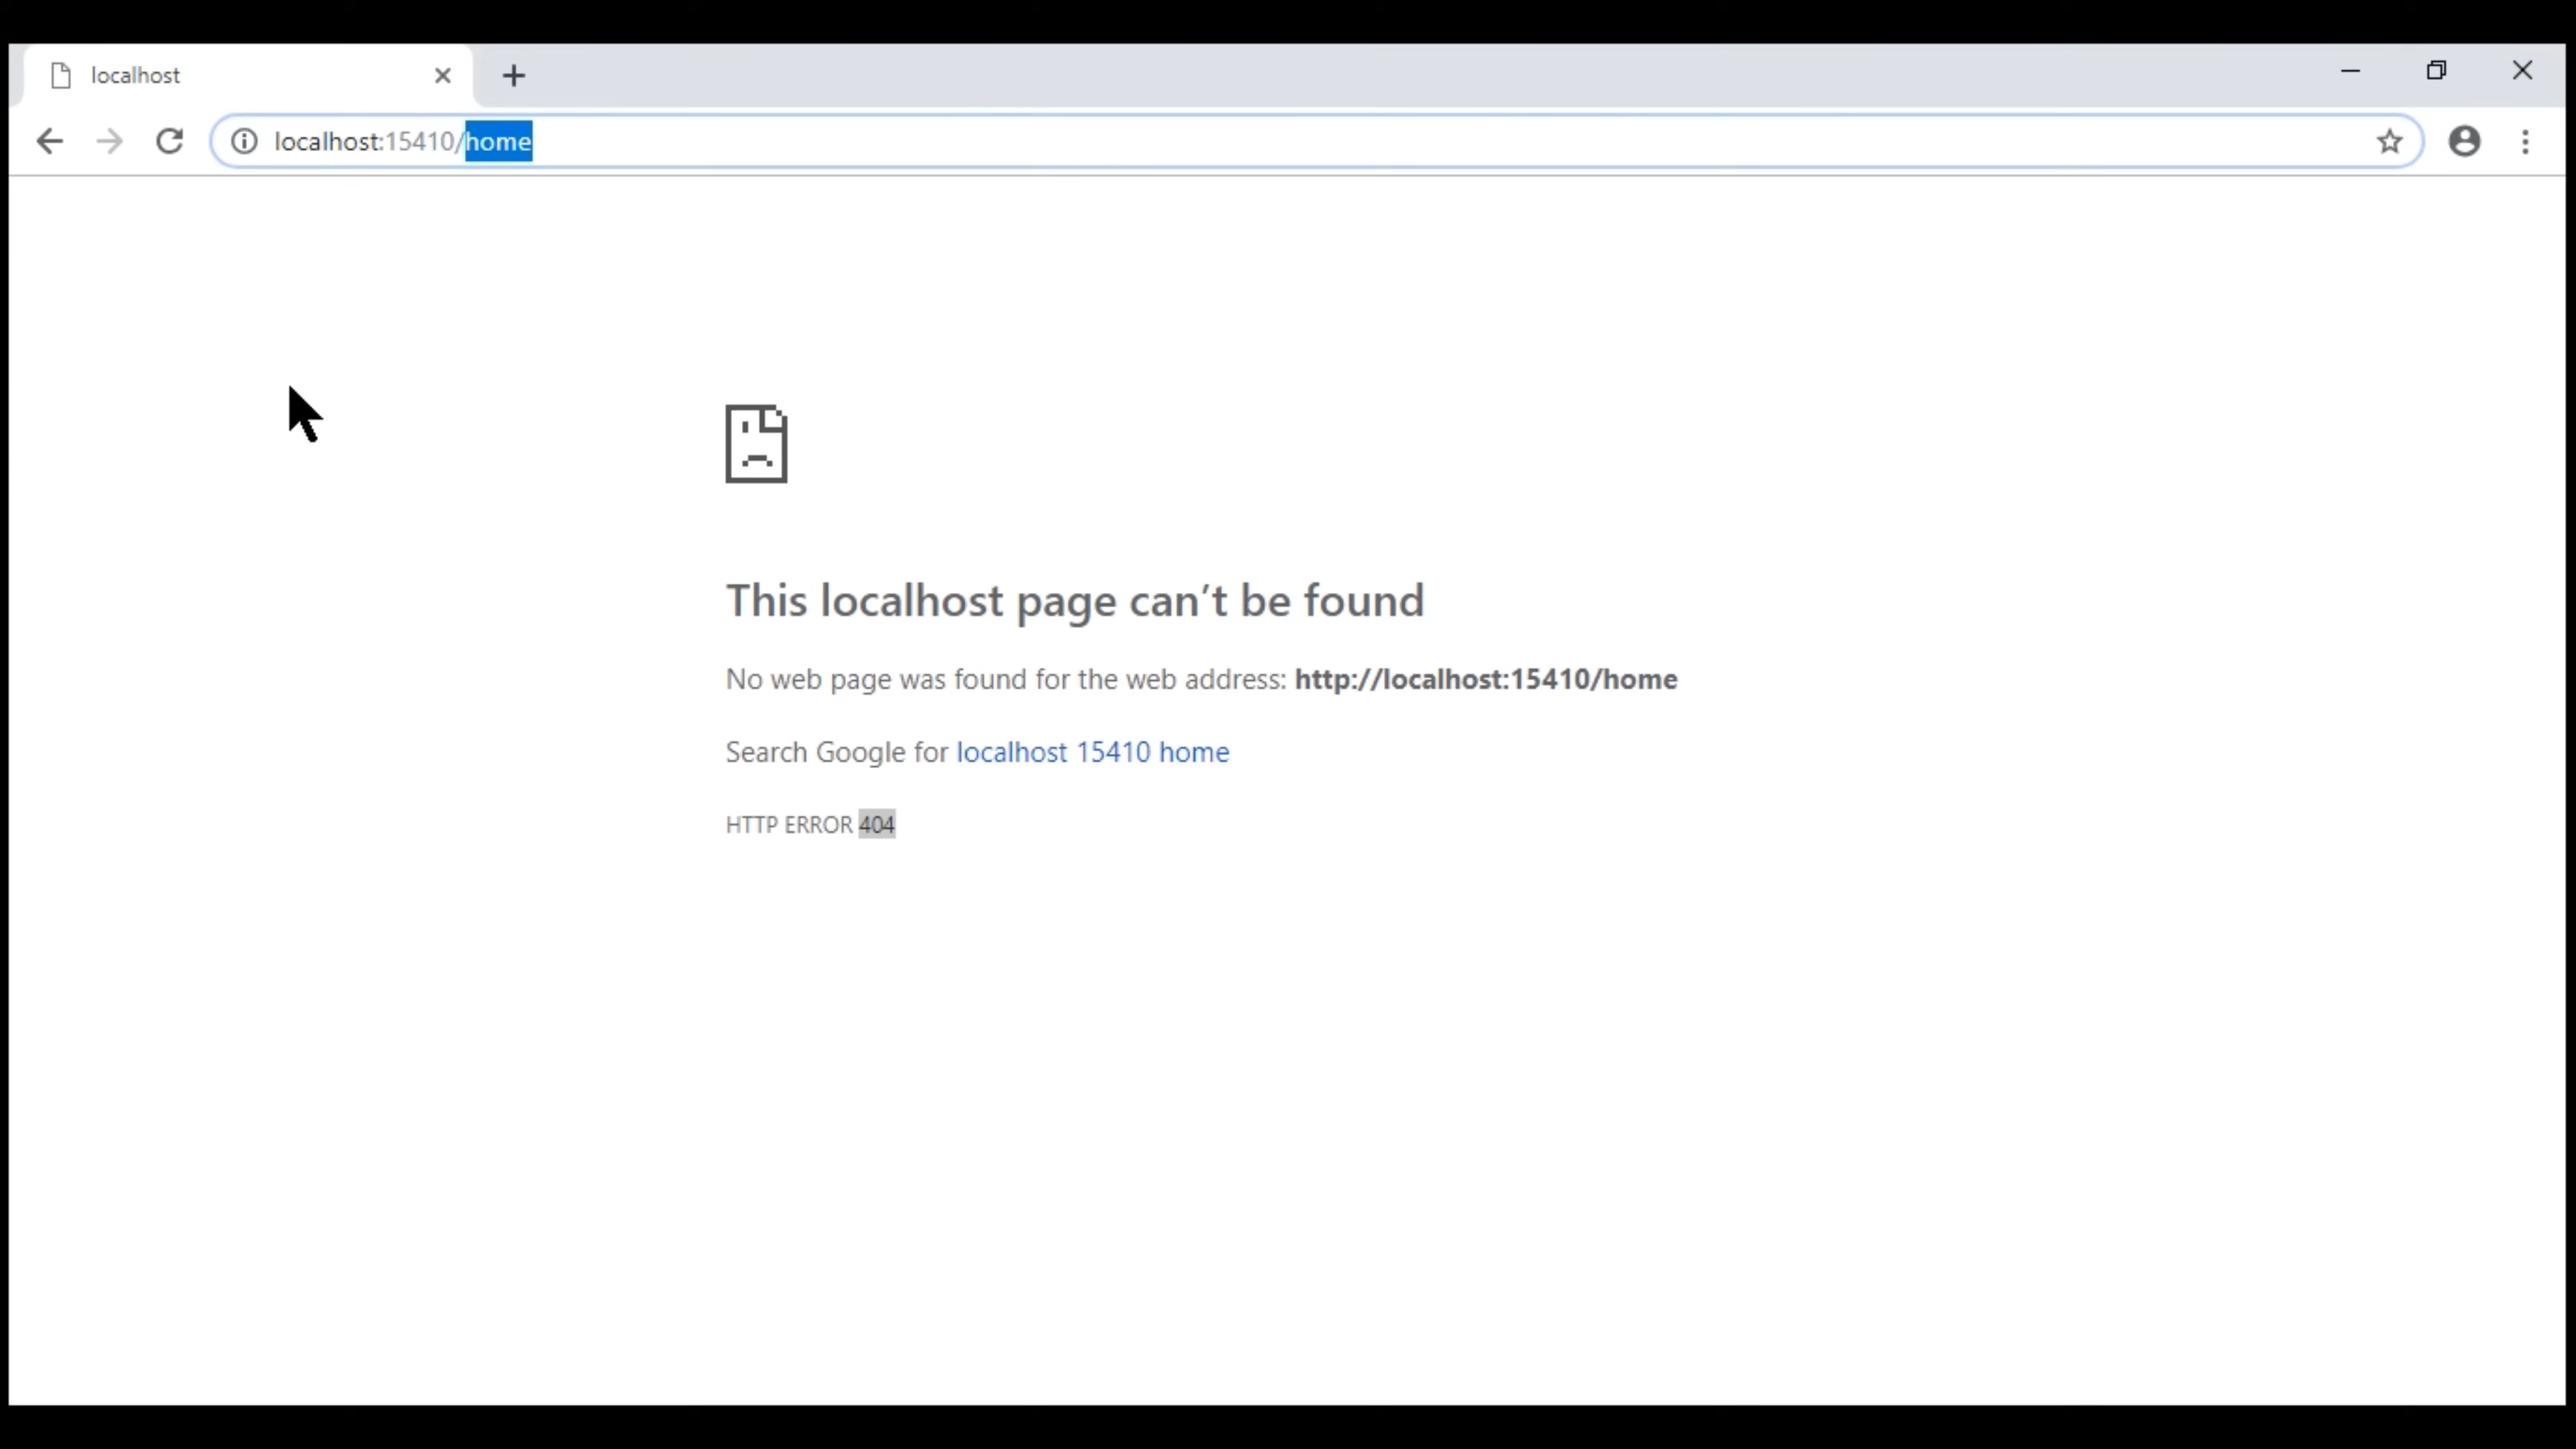 localhost
localhost:15410/home
This localhost page can’t be found
No web page was found for the web address: http://localhost:15410/home
Search Google for localhost 15410 home
HTTP ERROR 404